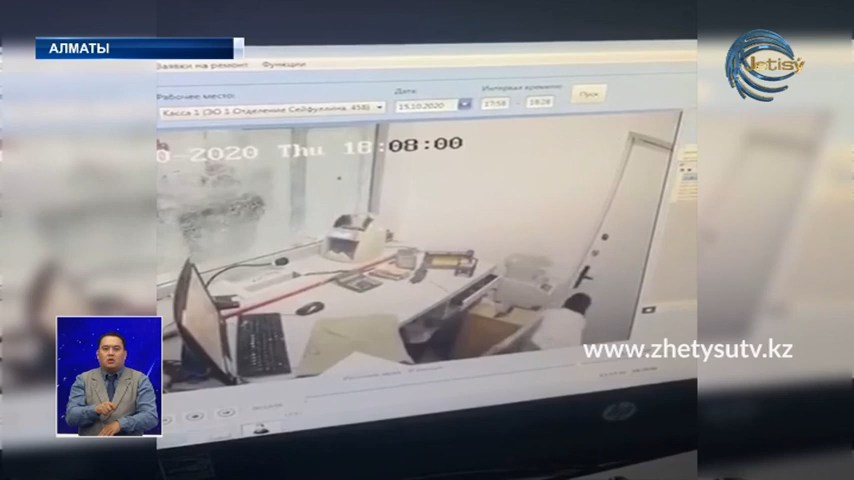 АЛМАТЫ
Jetisý
Заявки на ремонт Функции
Рабочее место: Дата: Интервал времени:
Касса 1 (ЭО 1 Отделение Сейфуллина, 458) 15.10.2020 17:58 - 18:28 Пуск
0-2020 Thu 18:08:00
www.zhetysutv.kz
hp